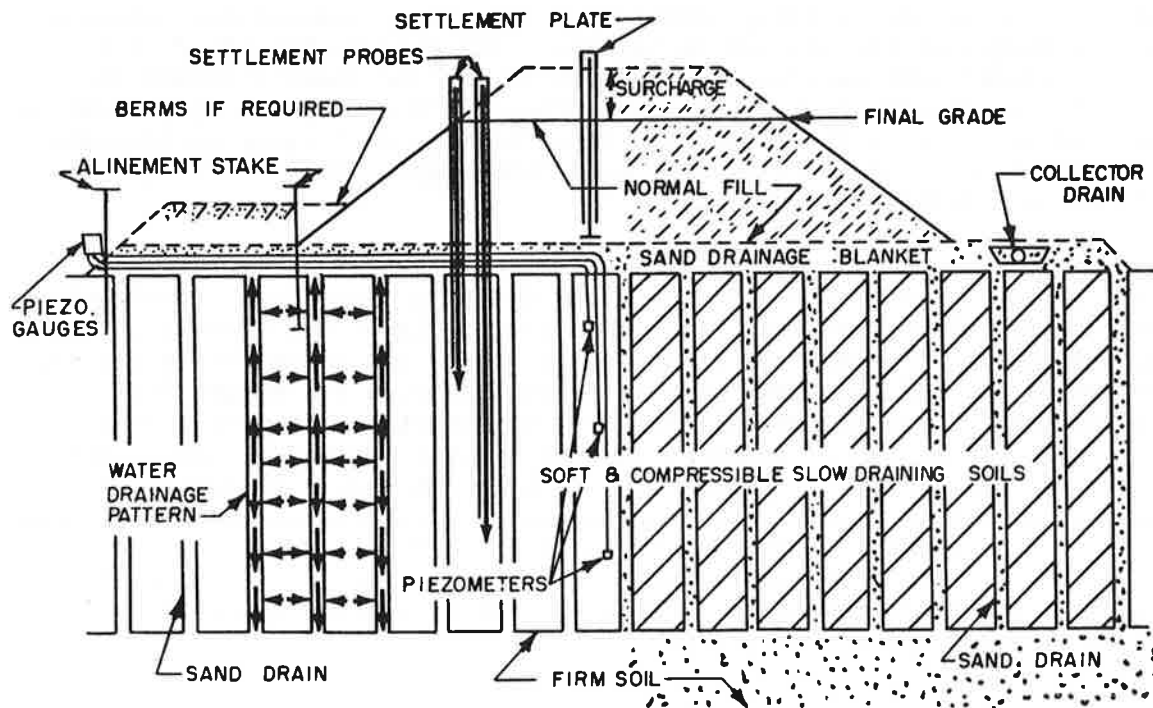 SETTLEMENT PLATE
SETTLEMENT PROBES
SURCHARGE
BERMS IF REQUIRED
FINAL GRADE
ALINEMENT STAKE
COLLECTOR
DRAIN
NORMAL FILL
SAND DRAINAGE BLANKET
PIEZO.
GAUGES
WATER
DRAINAGE
PATTERN
SOFT & COMPRESSIBLE SLOW DRAINING SOILS
PIEZOMETERS
SAND DRAIN
FIRM SOIL
SAND DRAIN